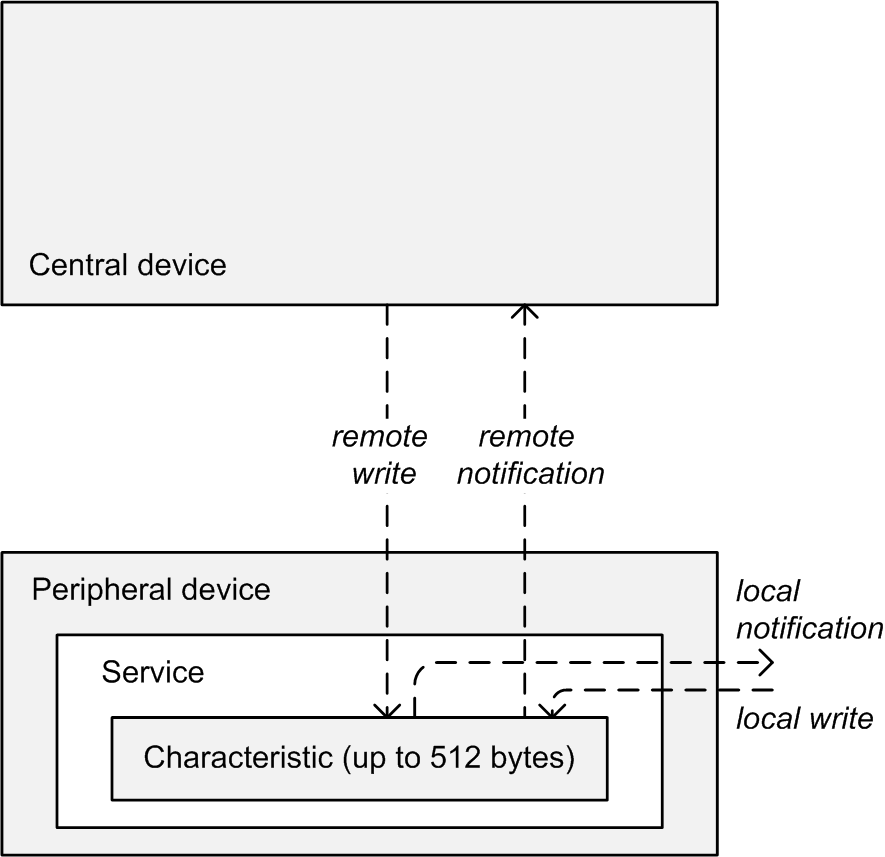 Central device
remote
write
remote
notification
Peripheral device
local
notification
Service
local write
Characteristic (up to 512 bytes)